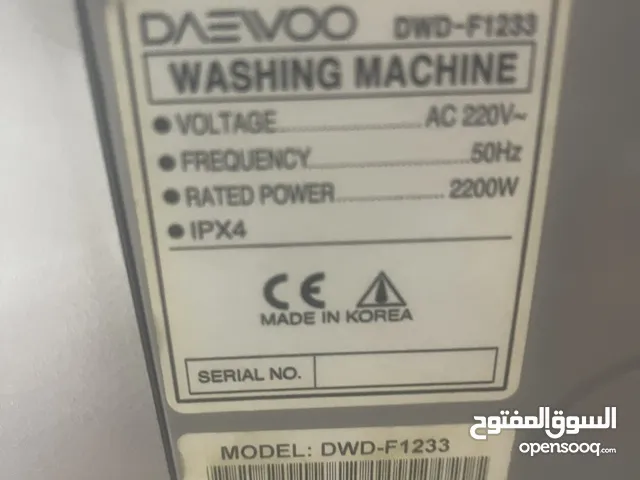 DAEWOO DWD-F1233
WASHING MACHINE
● VOLTAGE..................AC 220V~
● FREQUENCY..................50Hz
● RATED POWER..................2200W
● IPX4
CE
MADE IN KOREA
SERIAL NO.
MODEL: DWD-F1233
السوق المفتوح
opensooq.com